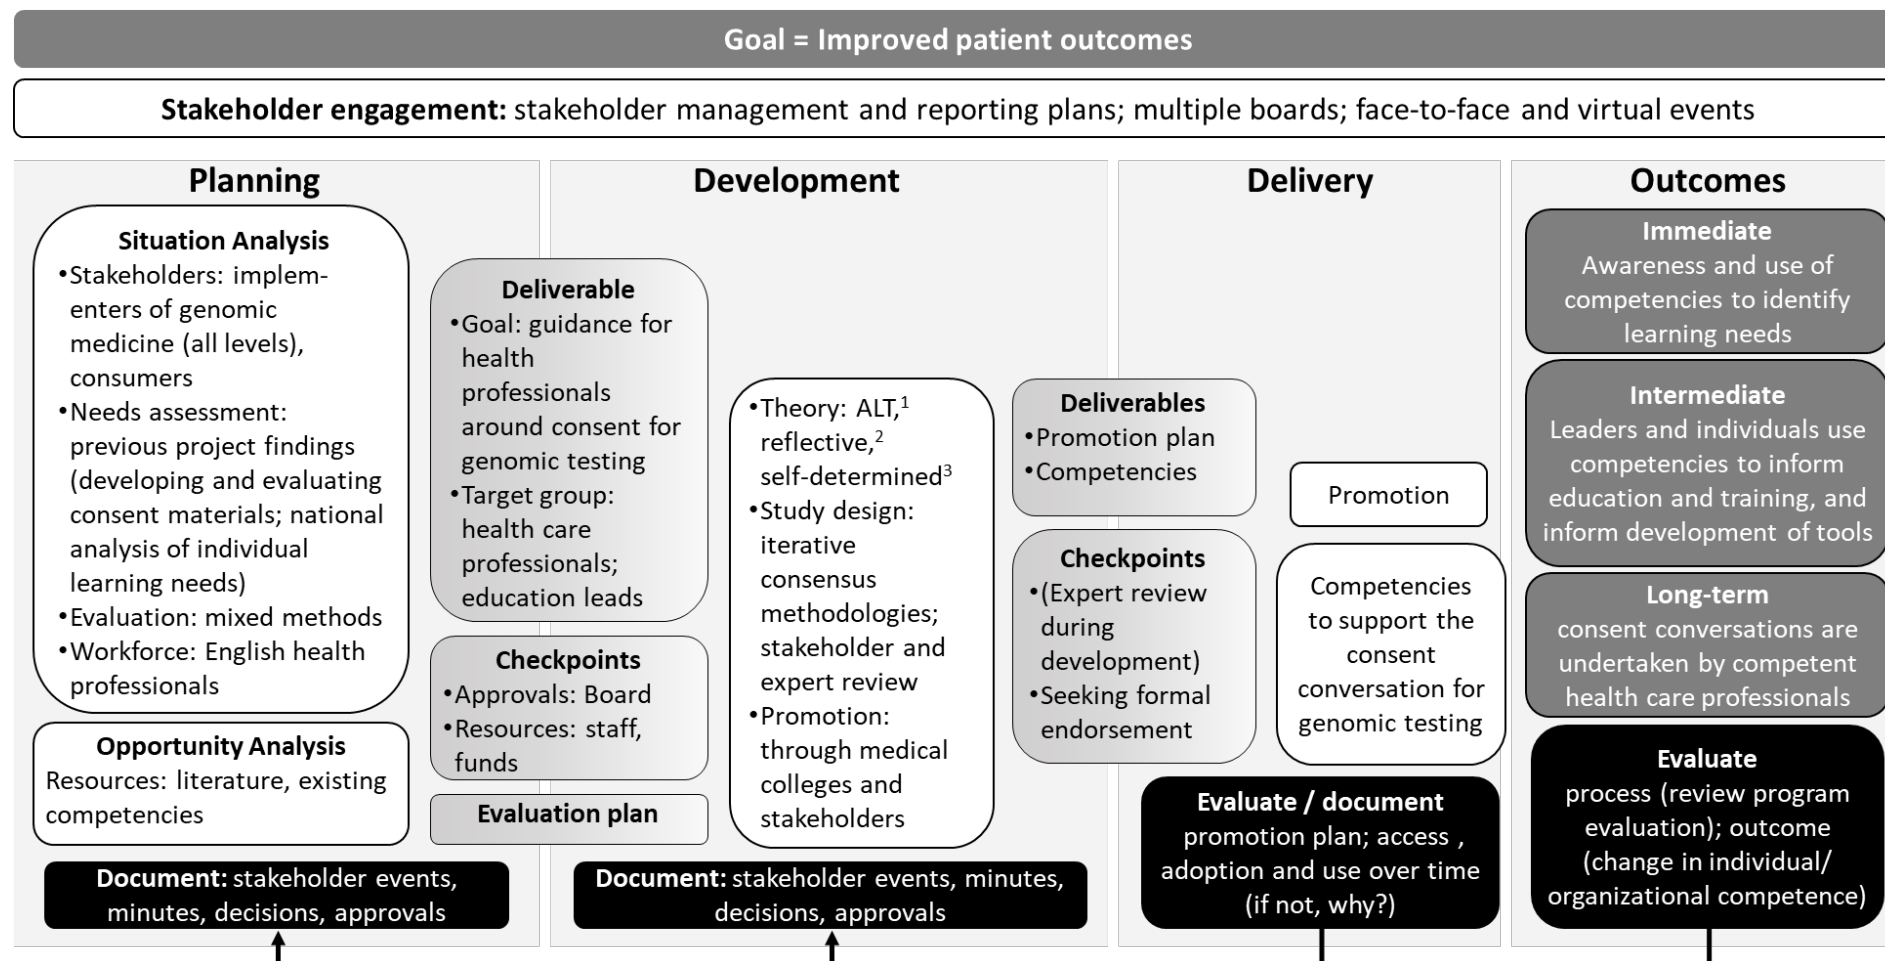 Goal = Improved patient outcomes
Stakeholder engagement: stakeholder management and reporting plans; multiple boards; face-to-face and virtual events
Planning
Situation Analysis
•Stakeholders: implem-
enters of genomic
medicine (all levels),
consumers
•Needs assessment:
previous project findings
(developing and evaluating
consent materials; national
analysis of individual
learning needs)
•Evaluation: mixed methods
•Workforce: English health
professionals
Opportunity Analysis
Resources: literature, existing
competencies
Deliverable
•Goal: guidance for
health
professionals
around consent for
genomic testing
•Target group:
health care
professionals;
education leads
Checkpoints
•Approvals: Board
•Resources: staff,
funds
Evaluation plan
Document: stakeholder events,
minutes, decisions, approvals
Development
•Theory: ALT,1
reflective,2
self-determined3
•Study design:
iterative
consensus
methodologies;
stakeholder and
expert review
•Promotion:
through medical
colleges and
stakeholders
Deliverables
•Promotion plan
•Competencies
Checkpoints
•(Expert review
during
development)
•Seeking formal
endorsement
Document: stakeholder events, minutes,
decisions, approvals
Delivery
Promotion
Competencies
to support the
consent
conversation for
genomic testing
Evaluate / document
promotion plan; access ,
adoption and use over time
(if not, why?)
Outcomes
Immediate
Awareness and use of
competencies to identify
learning needs
Intermediate
Leaders and individuals use
competencies to inform
education and training, and
inform development of tools
Long-term
consent conversations are
undertaken by competent
health care professionals
Evaluate
process (review program
evaluation); outcome
(change in individual/
organizational competence)